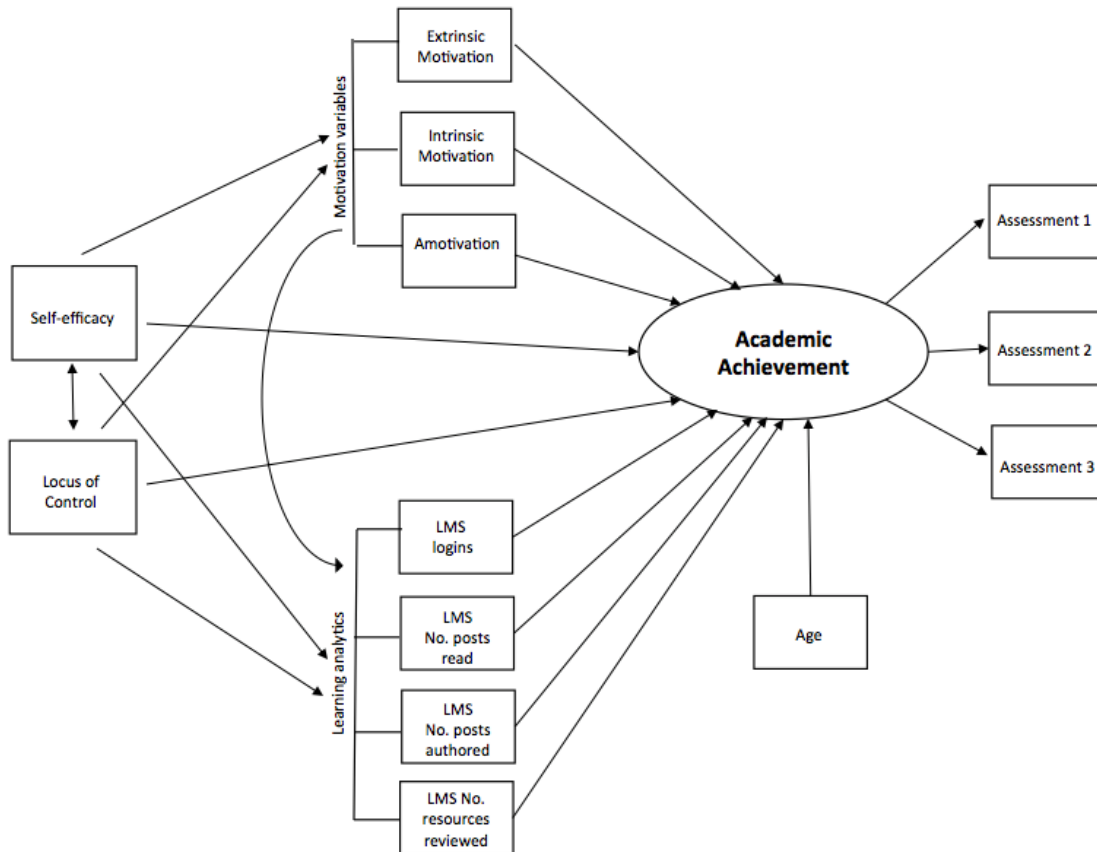 Extrinsic
Motivation
Motivation variables
Intrinsic
Motivation
Amotivation
Self-efficacy
Locus of
Control
Academic
Achievement
Assessment 1
Assessment 2
Assessment 3
Learning analytics
LMS
logins
LMS
No. posts
read
LMS
No. posts
authored
LMS No.
resources
reviewed
Age